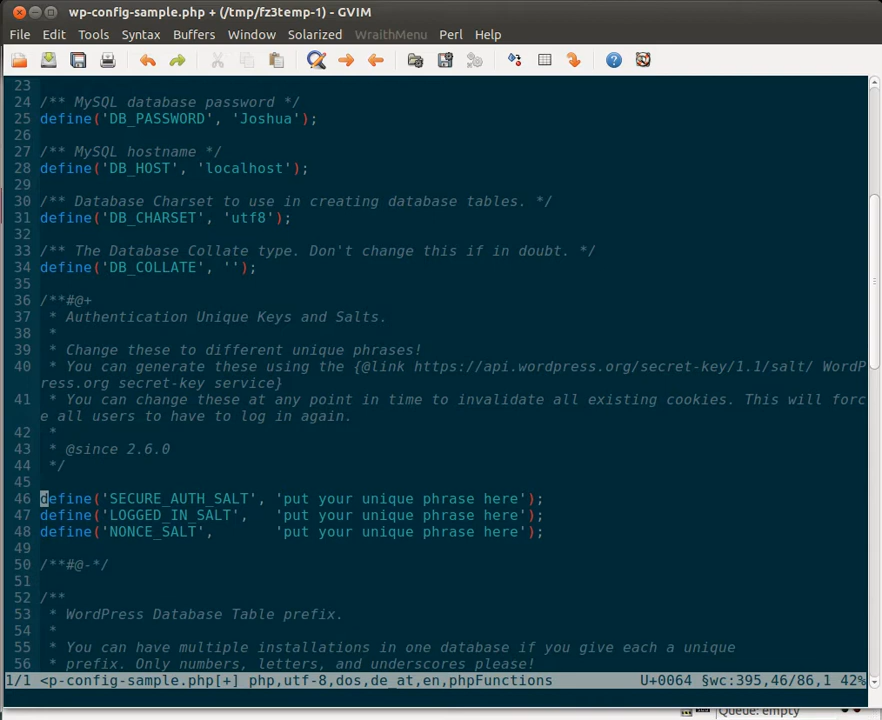 wp-config-sample.php + (/tmp/fz3temp-1) - GVIM
File Edit Tools Syntax Buffers Window Solarized WraithMenu Perl Help
23
24 /** MySQL database password */
25 define('DB_PASSWORD', 'Joshua');
26
27 /** MySQL hostname */
28 define('DB_HOST', 'localhost');
29
30 /** Database Charset to use in creating database tables. */
31 define('DB_CHARSET', 'utf8');
32
33 /** The Database Collate type. Don't change this if in doubt. */
34 define('DB_COLLATE', '');
35
36 /**#@+
37  * Authentication Unique Keys and Salts.
38  *
39  * Change these to different unique phrases!
40  * You can generate these using the {@link https://api.wordpress.org/secret-key/1.1/salt/ WordP
ress.org secret-key service}
41  * You can change these at any point in time to invalidate all existing cookies. This will forc
e all users to have to log in again.
42  *
43  * @since 2.6.0
44  */
45
46 define('SECURE_AUTH_SALT', 'put your unique phrase here');
47 define('LOGGED_IN_SALT',   'put your unique phrase here');
48 define('NONCE_SALT',       'put your unique phrase here');
49
50 /**#@-*/
51
52 /**
53  * WordPress Database Table prefix.
54  *
55  * You can have multiple installations in one database if you give each a unique
56  * prefix. Only numbers, letters, and underscores please!
1/1 <p-config-sample.php[+] php,utf-8,dos,de_at,en,phpFunctions U+0064 §wc:395,46/86,1 42%
Queue: empty